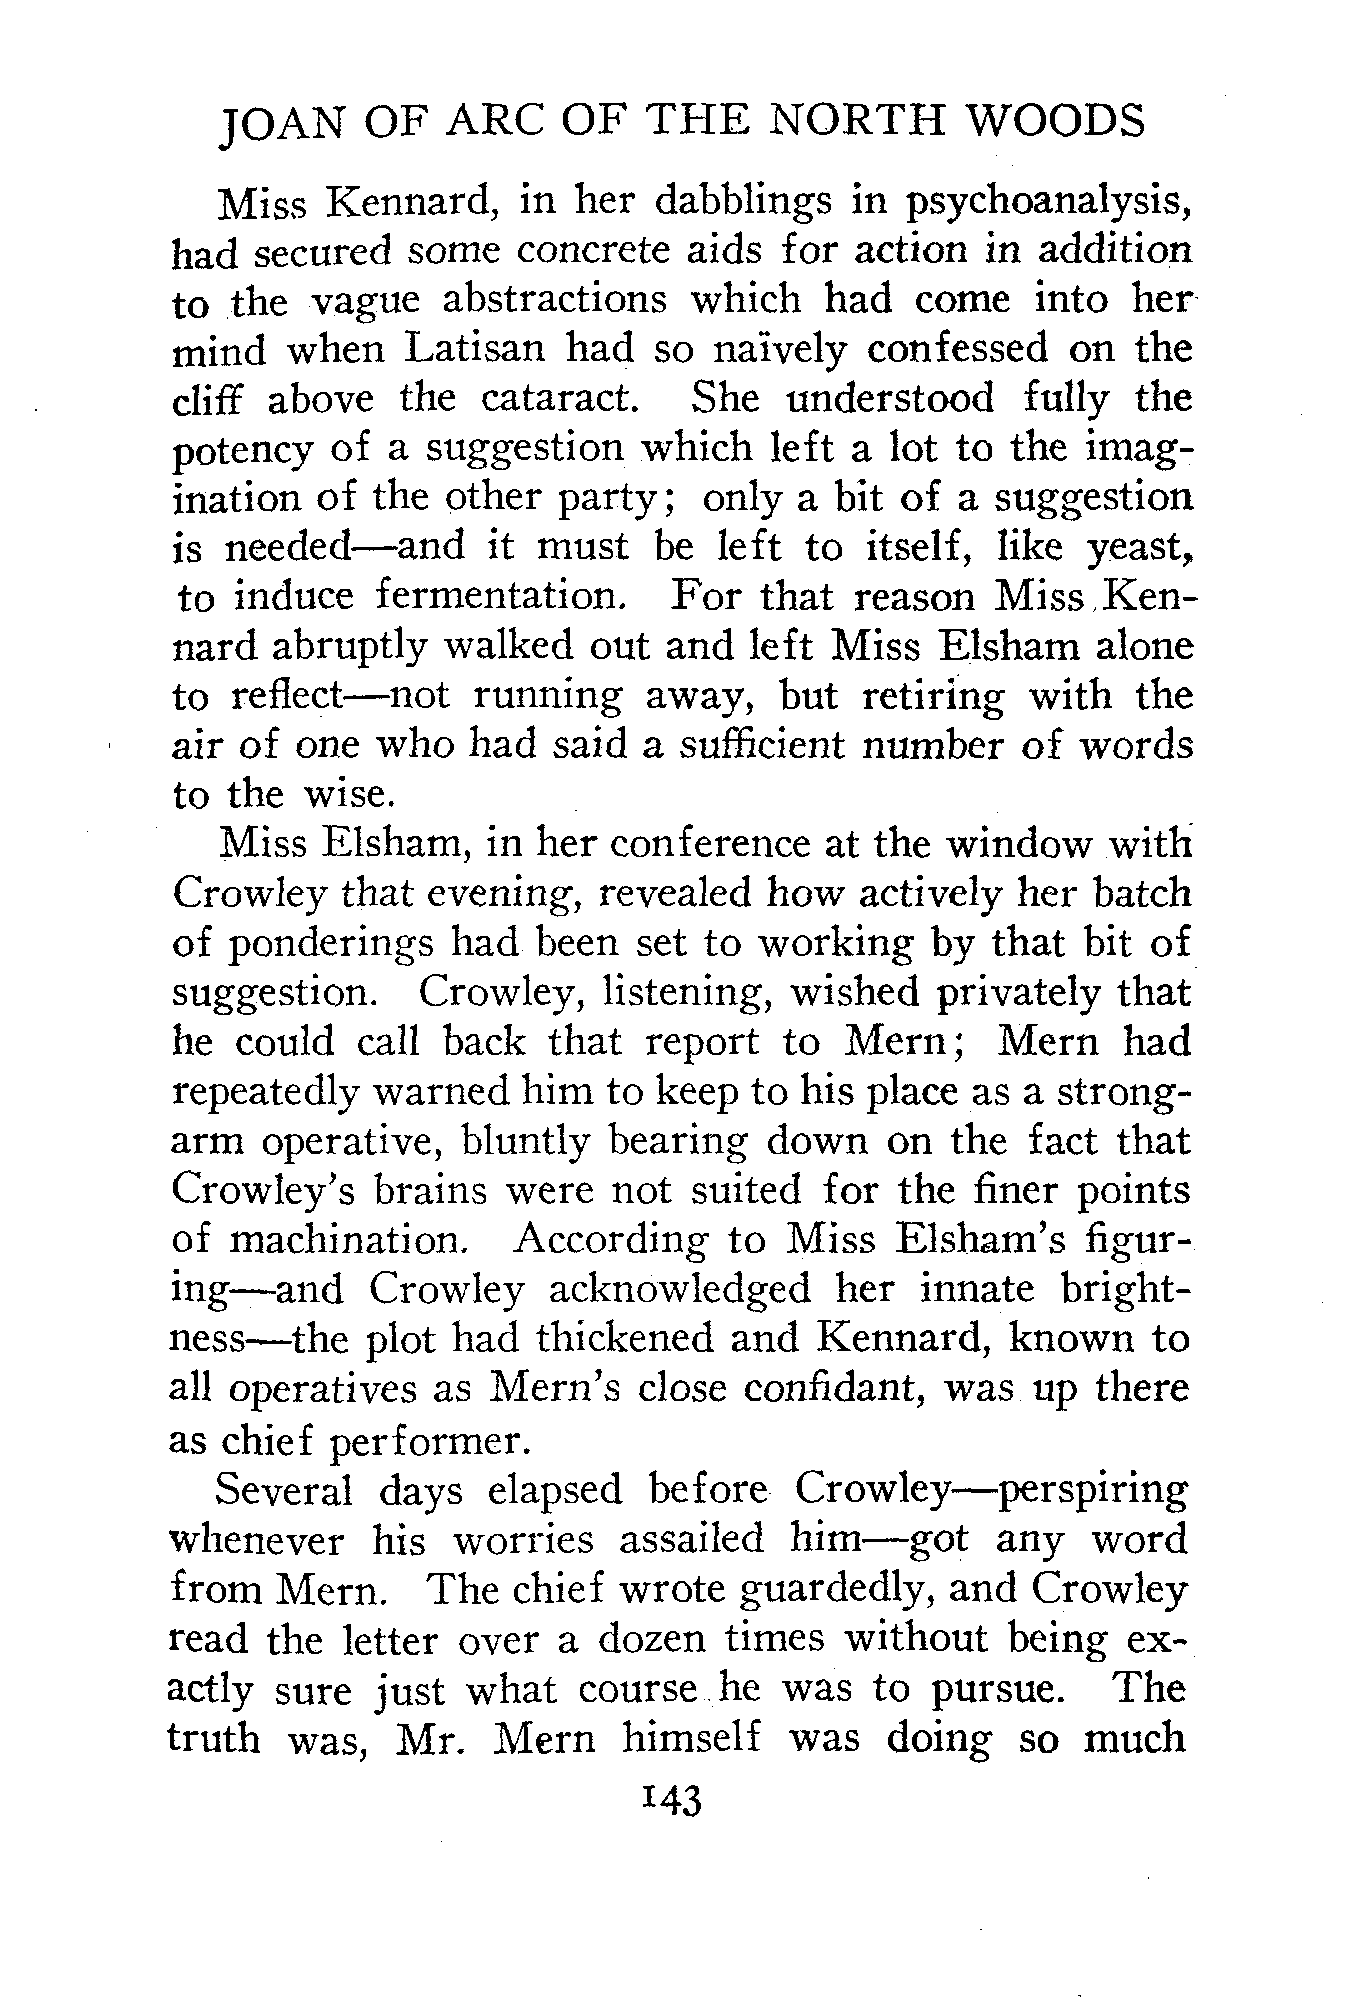 JOAN OF ARC OF THE NORTH WOODS
Miss Kennard, in her dabblings in psychoanalysis,
had secured some concrete aids for action in addition
to the vague abstractions which had come into her
mind when Latisan had so naïvely confessed on the
cliff above the cataract. She understood fully the
potency of a suggestion which left a lot to the imag-
ination of the other party; only a bit of a suggestion
is needed—and it must be left to itself, like yeast,
to induce fermentation. For that reason Miss Ken-
nard abruptly walked out and left Miss Elsham alone
to reflect—not running away, but retiring with the
air of one who had said a sufficient number of words
to the wise.
Miss Elsham, in her conference at the window with
Crowley that evening, revealed how actively her batch
of ponderings had been set to working by that bit of
suggestion. Crowley, listening, wished privately that
he could call back that report to Mern; Mern had
repeatedly warned him to keep to his place as a strong-
arm operative, bluntly bearing down on the fact that
Crowley's brains were not suited for the finer points
of machination. According to Miss Elsham's figur-
ing—and Crowley acknowledged her innate bright-
ness—the plot had thickened and Kennard, known to
all operatives as Mern's close confidant, was up there
as chief performer.
Several days elapsed before Crowley—perspiring
whenever his worries assailed him—got any word
from Mern. The chief wrote guardedly, and Crowley
read the letter over a dozen times without being ex-
actly sure just what course he was to pursue. The
truth was, Mr. Mern himself was doing so much
143